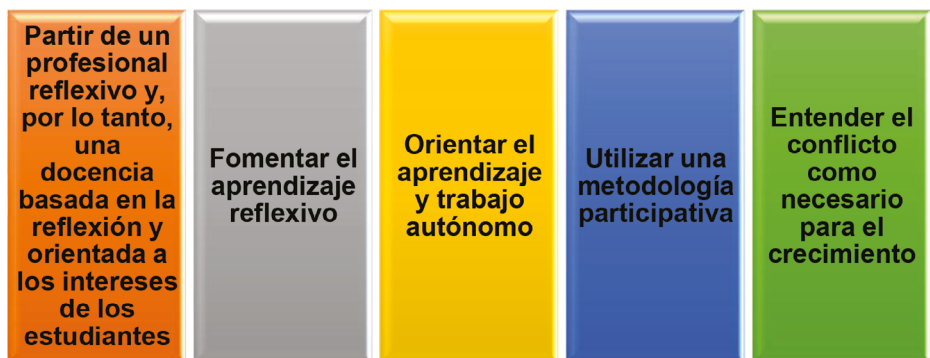 Partir de un
profesional
reflexivo y,
por lo tanto,
una
docencia
basada en la
reflexión y
orientada a
los intereses
de los
estudiantes
Fomentar el
aprendizaje
reflexivo
Orientar el
aprendizaje
y trabajo
autónomo
Utilizar una
metodología
participativa
Entender el
conflicto
como
necesario
para el
crecimiento